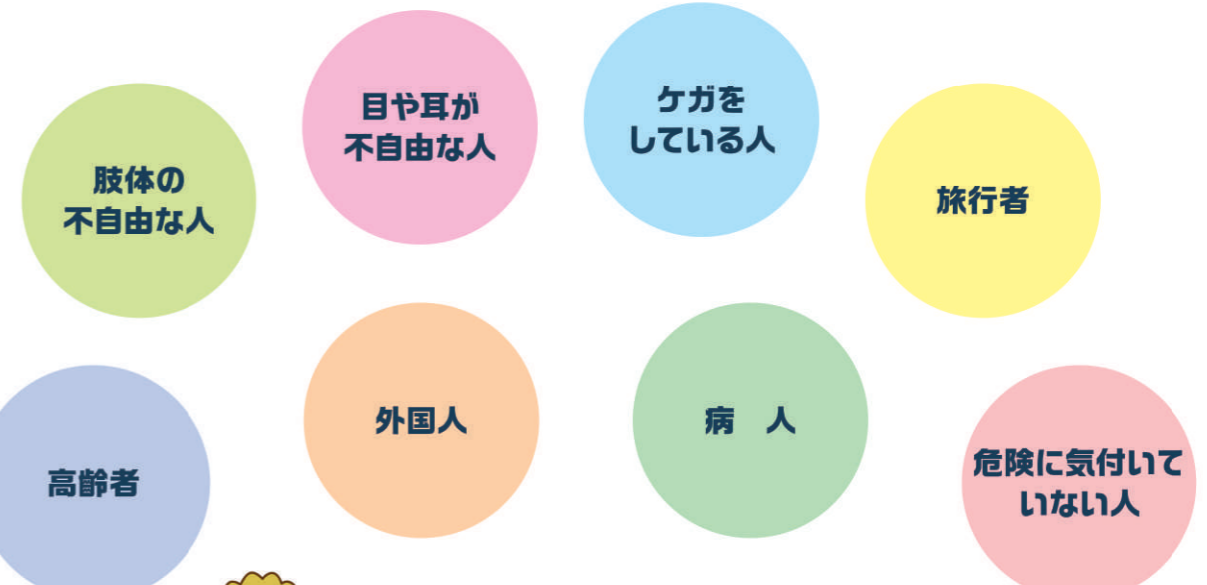 肢体の
不自由な人
目や耳が
不自由な人
ケガを
している人
旅行者
高齢者
外国人
病　人
危険に気付いて
いない人